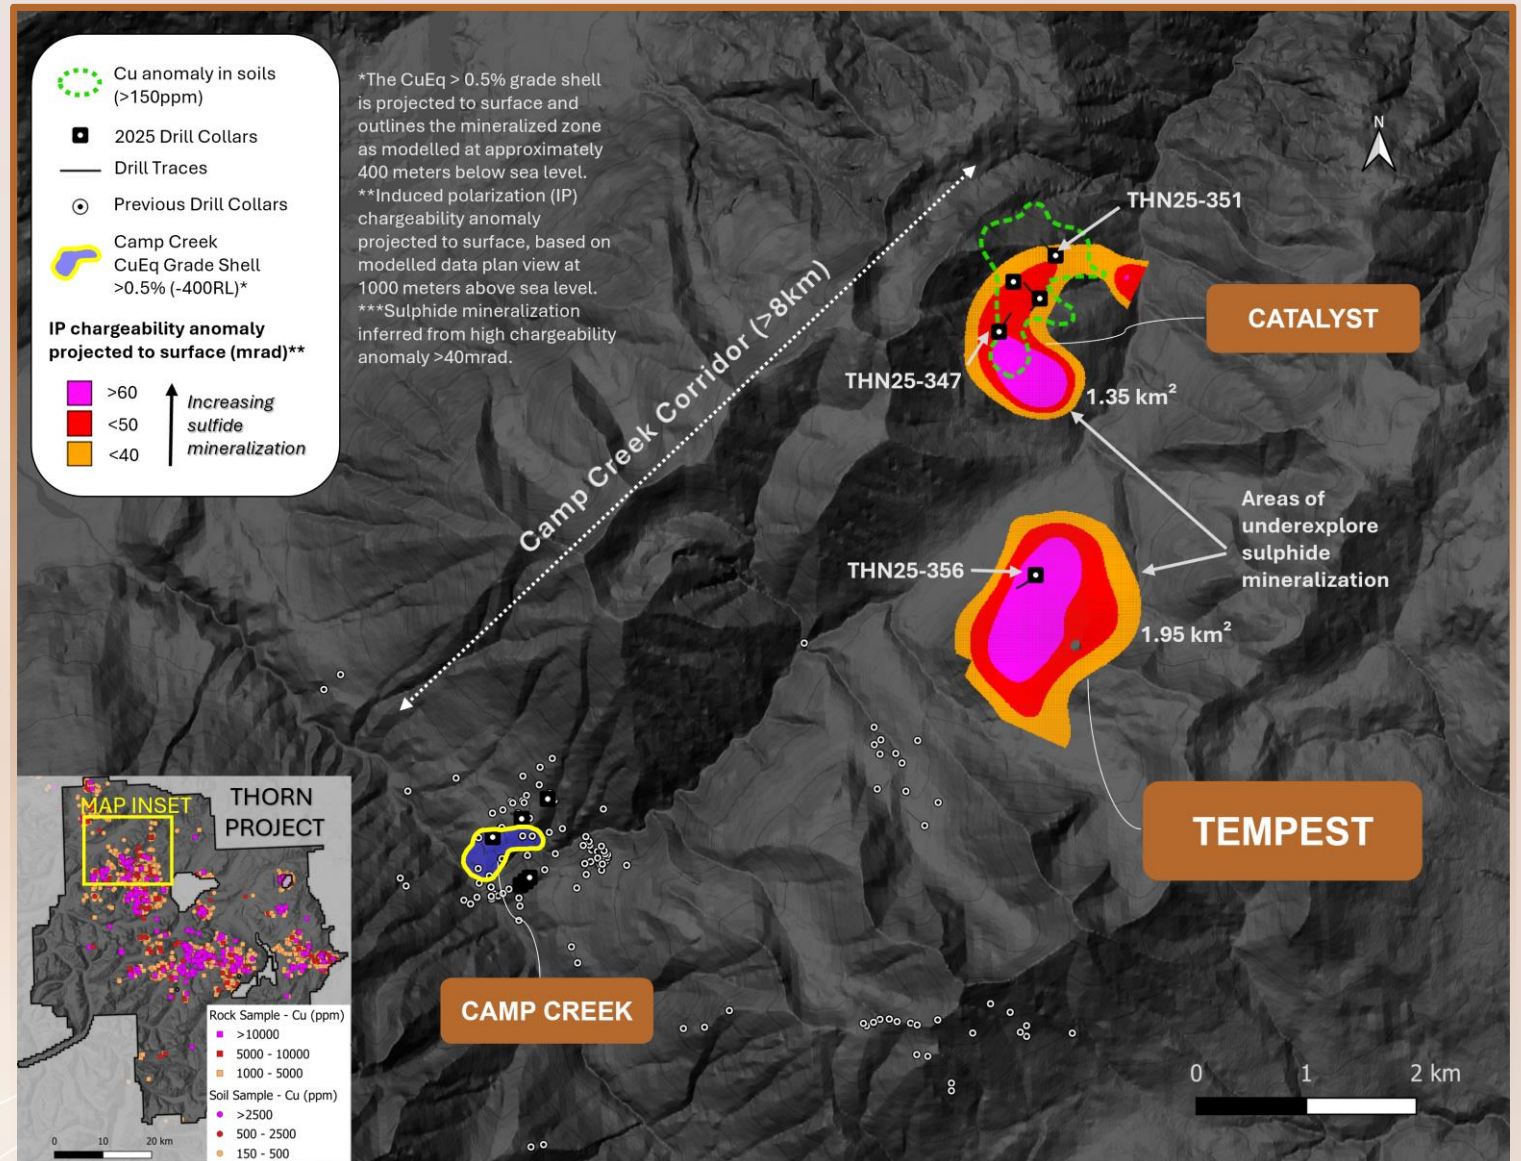 Cu anomaly in soils
(>150ppm)
2025 Drill Collars
Drill Traces
Previous Drill Collars
Camp Creek
CuEq Grade Shell
>0.5% (-400RL)*
IP chargeability anomaly
projected to surface (mrad)**
>60
<50
<40
Increasing
sulfide
mineralization
*The CuEq > 0.5% grade shell
is projected to surface and
outlines the mineralized zone
as modelled at approximately
400 meters below sea level.
**Induced polarization (IP)
chargeability anomaly
projected to surface, based on
modelled data plan view at
1000 meters above sea level.
***Sulphide mineralization
inferred from high chargeability
anomaly >40mrad.
N
Camp Creek Corridor (>8km)
THN25-351
CATALYST
THN25-347
1.35 km²
Areas of
underexplore
sulphide
mineralization
THN25-356
1.95 km²
TEMPEST
CAMP CREEK
0 1 2 km
MAP INSET
THORN
PROJECT
Rock Sample - Cu (ppm)
>10000
5000 - 10000
1000 - 5000
Soil Sample - Cu (ppm)
>2500
500 - 2500
150 - 500
0 10 20 km